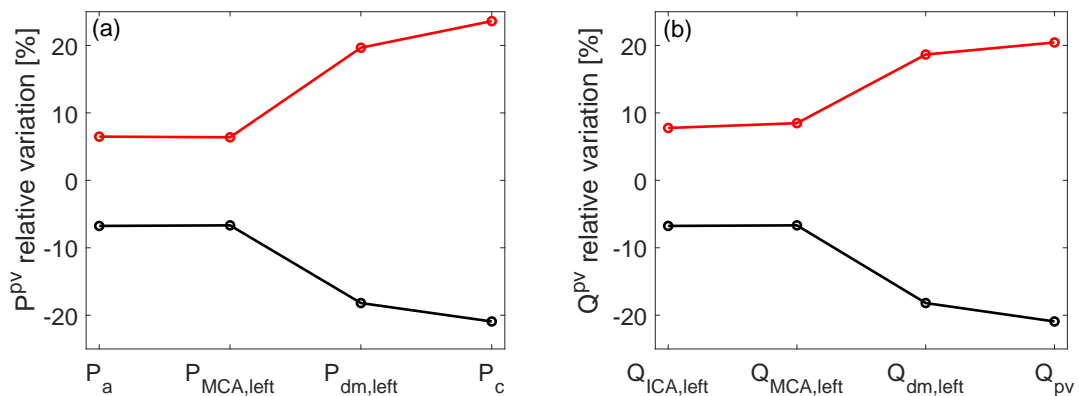 (a)
P^pv relative variation [%]
20
10
0
-10
-20
P_a P_MCA,left P_dm,left P_c
(b)
Q^pv relative variation [%]
20
10
0
-10
-20
Q_ICA,left Q_MCA,left Q_dm,left Q_pv